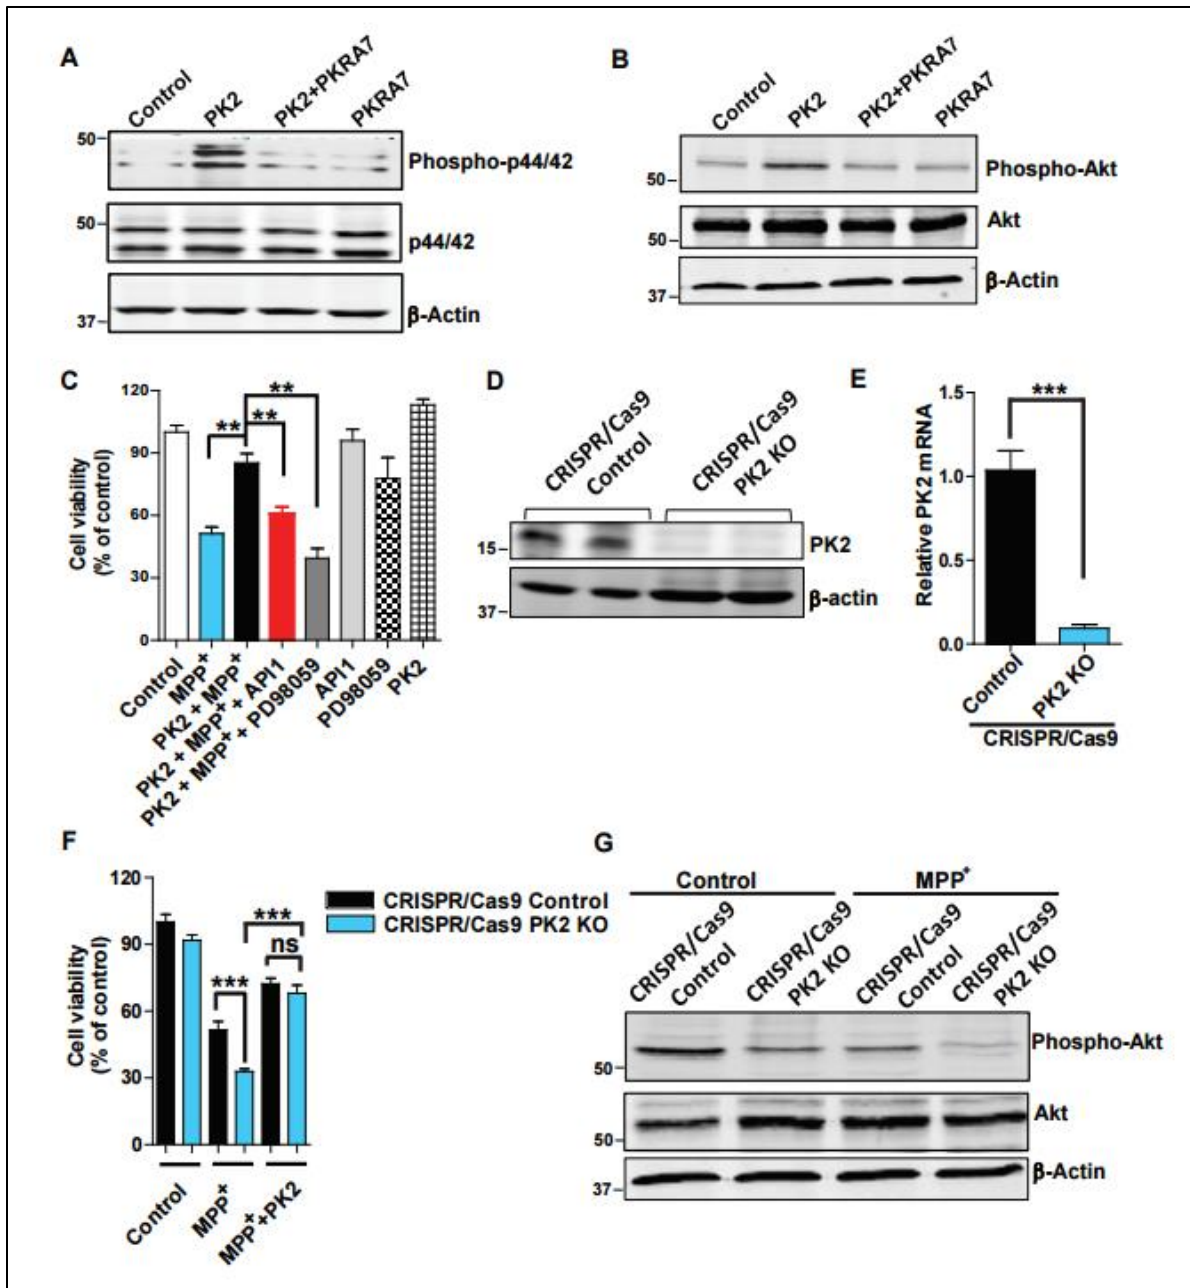 A
Control
PK2
PK2+PKRA7
PKRA7
50
Phospho-p44/42
50
p44/42
37
β-Actin
B
Control
PK2
PK2+PKRA7
PKRA7
50
Phospho-Akt
50
Akt
37
β-Actin
C
Cell viability
(% of control)
120
90
60
30
0
**
**
**
Control
MPP+
PK2 + MPP+
PK2 + MPP+ + API1
PK2 + MPP+ + PD98059
API1
PD98059
PK2
D
CRISPR/Cas9
Control
CRISPR/Cas9
PK2 KO
15
PK2
37
β-actin
E
Relative PK2 mRNA
1.5
1.0
0.5
0.0
***
Control
PK2 KO
CRISPR/Cas9
F
Cell viability
(% of control)
120
90
60
30
0
***
***
ns
Control
MPP+
MPP++PK2
CRISPR/Cas9 Control
CRISPR/Cas9 PK2 KO
G
Control
MPP+
CRISPR/Cas9
Control
CRISPR/Cas9
PK2 KO
CRISPR/Cas9
Control
CRISPR/Cas9
PK2 KO
50
Phospho-Akt
50
Akt
37
β-Actin